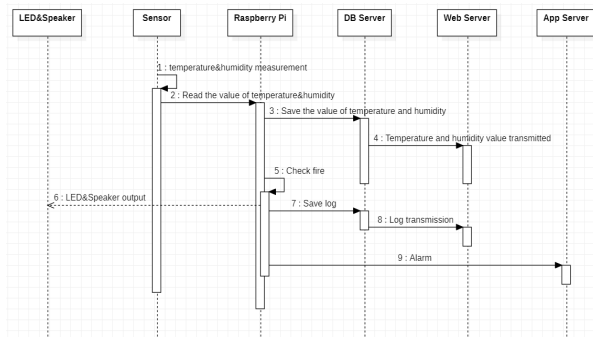 LED&Speaker
Sensor
Raspberry Pi
DB Server
Web Server
App Server
1 : temperature&humidity measurement
2 : Read the value of temperature&humidity
3 : Save the value of temperature and humidity
4 : Temperature and humidity value transmitted
5 : Check fire
6 : LED&Speaker output
7 : Save log
8 : Log transmission
9 : Alarm